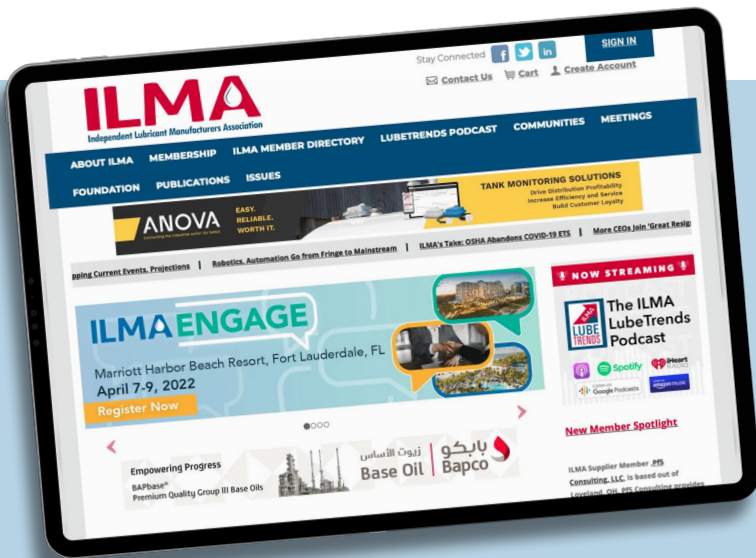 Stay Connected
SIGN IN
Contact Us Cart Create Account
ILMA
Independent Lubricant Manufacturers Association
ABOUT ILMA MEMBERSHIP ILMA MEMBER DIRECTORY LUBETRENDS PODCAST COMMUNITIES MEETINGS
FOUNDATION PUBLICATIONS ISSUES
ANOVA
EASY.
RELIABLE.
WORTH IT.
TANK MONITORING SOLUTIONS
Drive Distribution Profitability
Increase Efficiency and Service
Build Customer Loyalty
pping Current Events, Projections | Robotics, Automation Go from Fringe to Mainstream | ILMA's Take: OSHA Abandons COVID-19 ETS | More CEOs Join 'Great Resig
ILMA ENGAGE
Marriott Harbor Beach Resort, Fort Lauderdale, FL
April 7-9, 2022
Register Now
NOW STREAMING
ILMA
LUBE
TRENDS
The ILMA
LubeTrends
Podcast
Spotify
iHeart
RADIO
Google Podcasts
amazon music
New Member Spotlight
ILMA Supplier Member PfS
Consulting, LLC, is based out of
Loveland, OH. PfS Consulting provides
Empowering Progress
BAPbase®
Premium Quality Group III Base Oils
زيوت الأساس | بابكو
Base Oil | Bapco